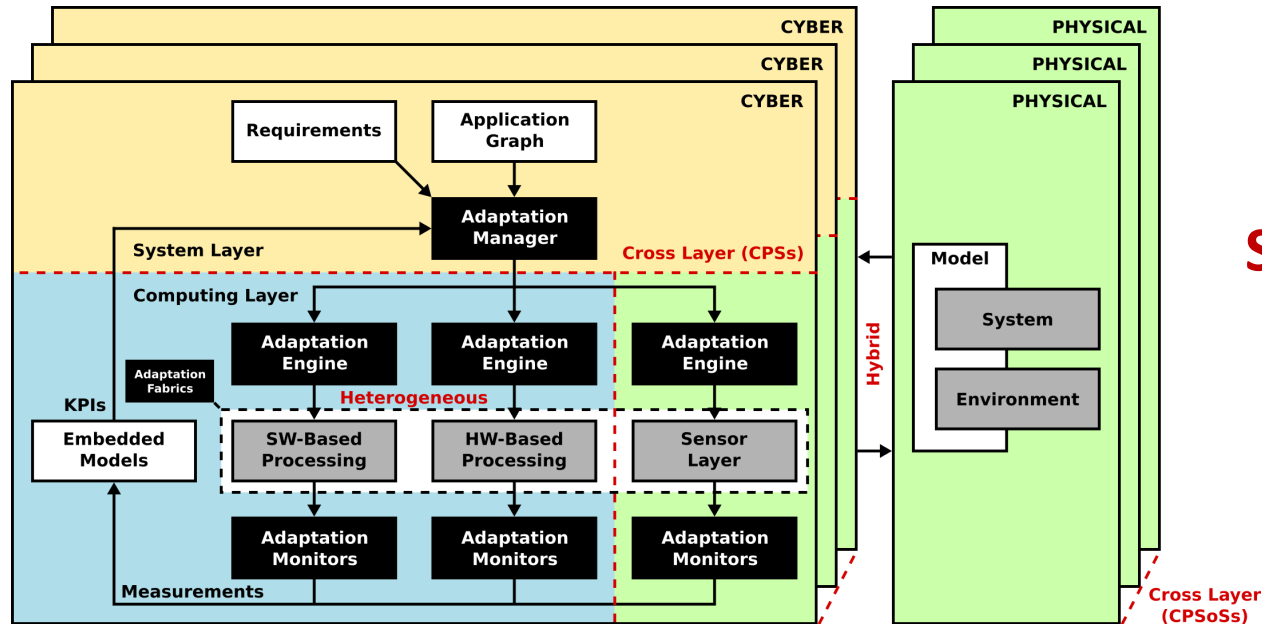 CYBER
PHYSICAL
CYBER
PHYSICAL
CYBER
PHYSICAL
Requirements
Application
Graph
Adaptation
Manager
System Layer
Cross Layer (CPSs)
S
Model
Computing Layer
System
Adaptation
Engine
Adaptation
Engine
Adaptation
Engine
Hybrid
Adaptation
Fabrics
Heterogeneous
Environment
KPIs
Embedded
Models
SW-Based
Processing
HW-Based
Processing
Sensor
Layer
Adaptation
Monitors
Adaptation
Monitors
Adaptation
Monitors
Measurements
Cross Layer
(CPSoSs)